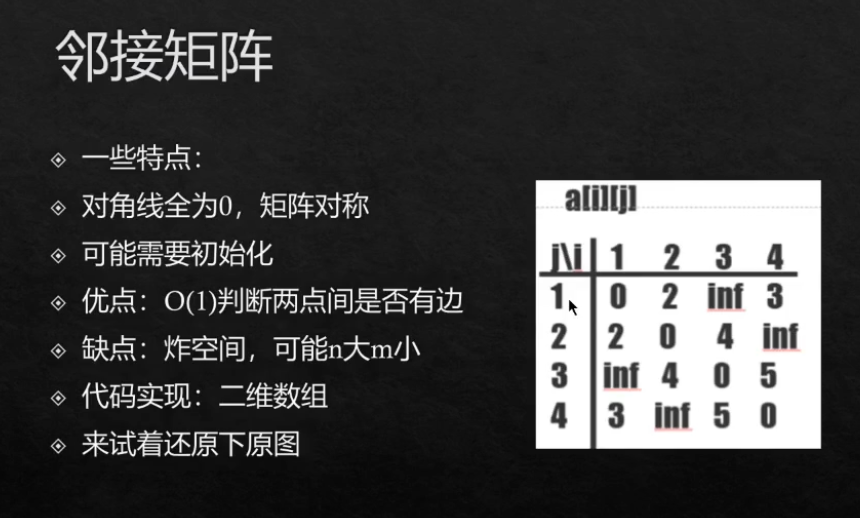 邻接矩阵
一些特点：
对角线全为0，矩阵对称
可能需要初始化
优点：O(1)判断两点间是否有边
缺点：炸空间，可能n大m小
代码实现：二维数组
来试着还原下原图
a[i][j]
j\i 1 2 3 4
1 0 2 inf 3
2 2 0 4 inf
3 inf 4 0 5
4 3 inf 5 0